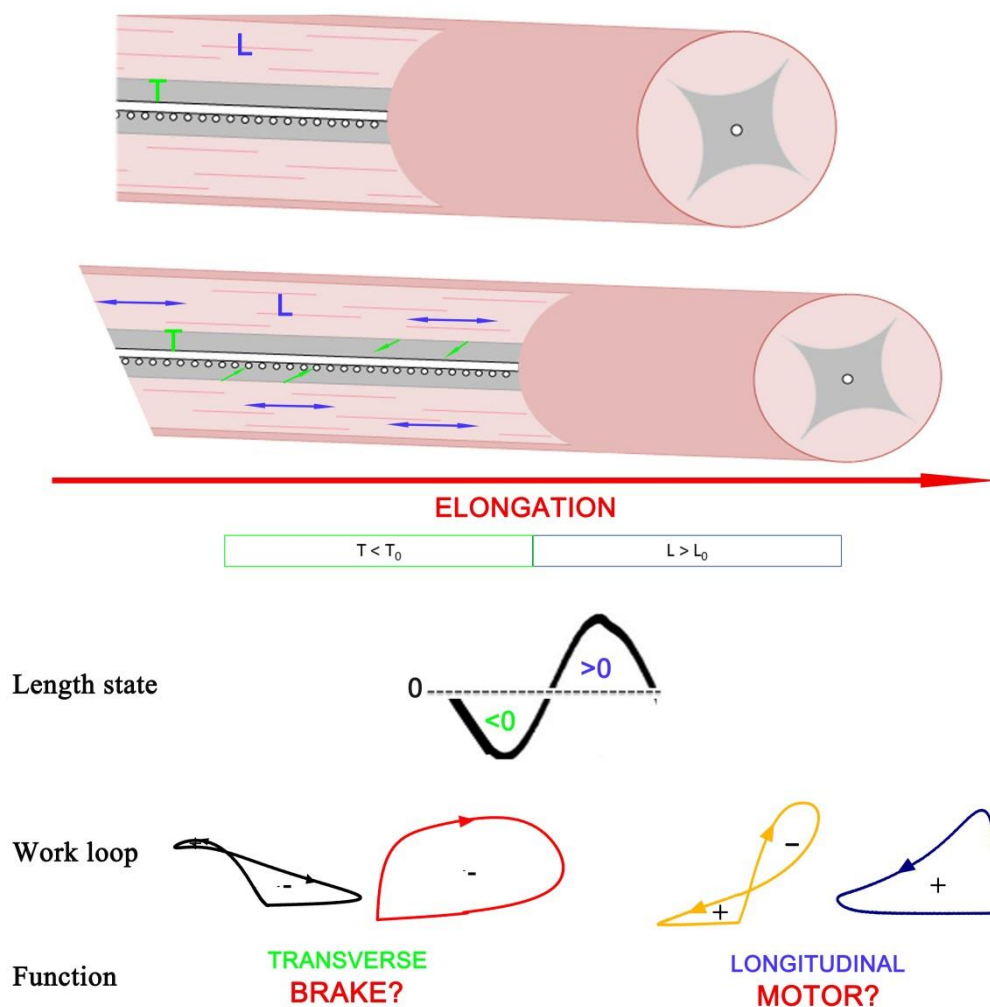 L
T
L
T
ELONGATION
T < T₀ L > L₀
Length state 0 <0 >0
Work loop + - - + - +
Function TRANSVERSE BRAKE? LONGITUDINAL MOTOR?